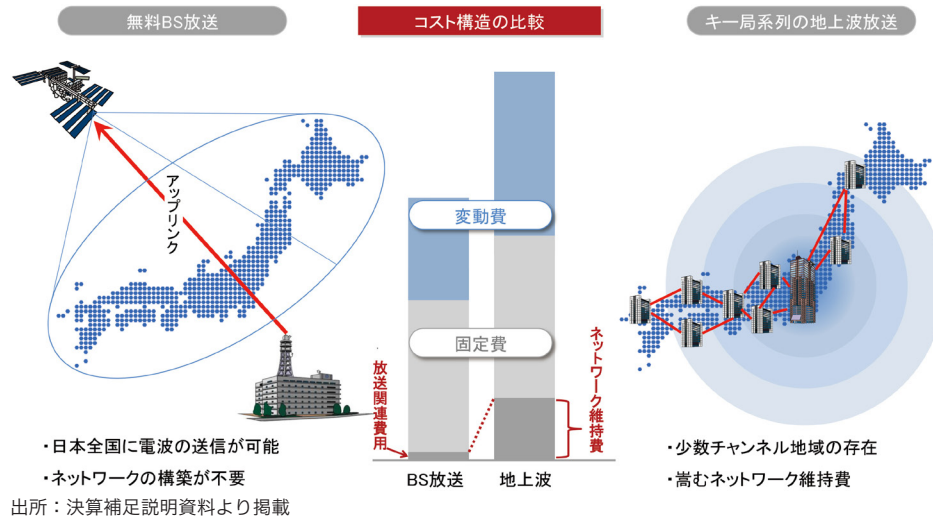 無料BS放送
コスト構造の比較
キー局系列の地上波放送
アップリンク
変動費
固定費
放送関連費用
ネットワーク維持費
BS放送
地上波
・日本全国に電波の送信が可能
・ネットワークの構築が不要
・少数チャンネル地域の存在
・嵩むネットワーク維持費
出所：決算補足説明資料より掲載